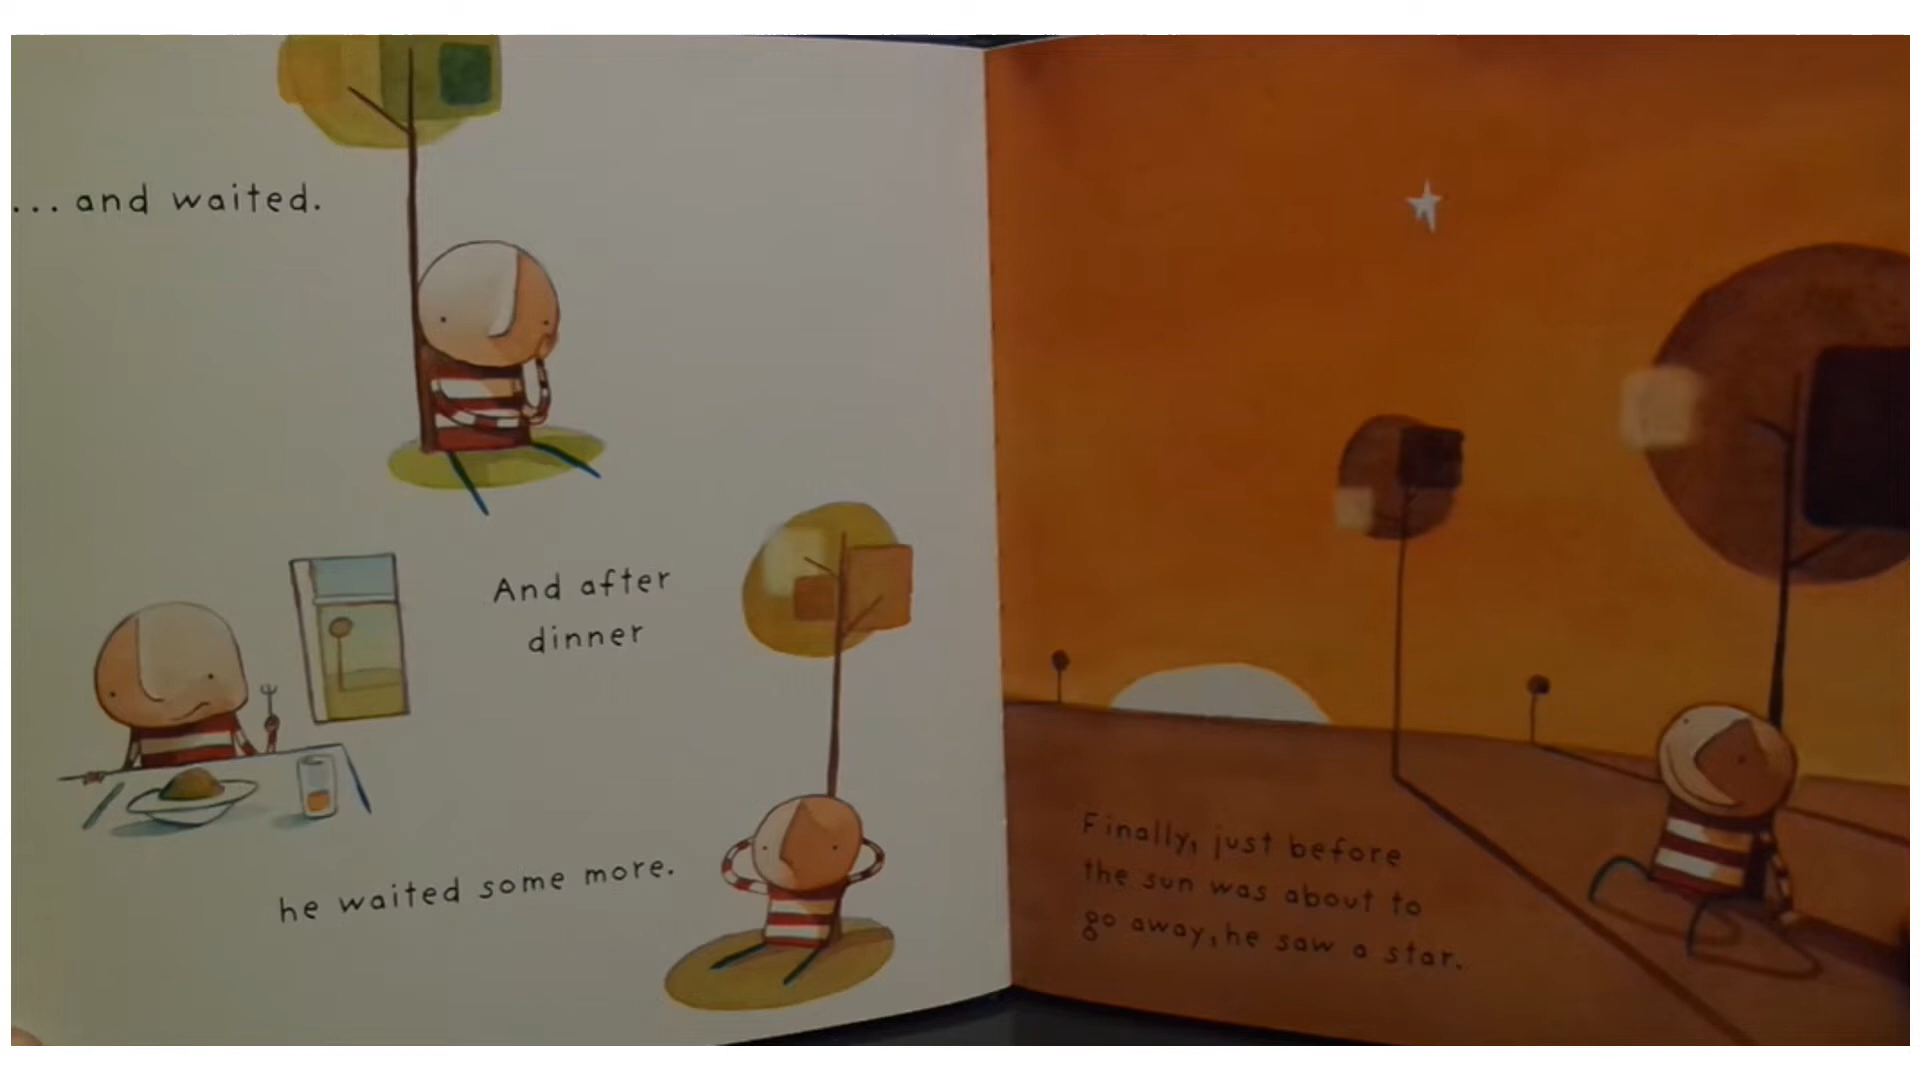 ... and waited.
And after
dinner
he waited some more.
Finally, just before
the sun was about to
go away, he saw a star.